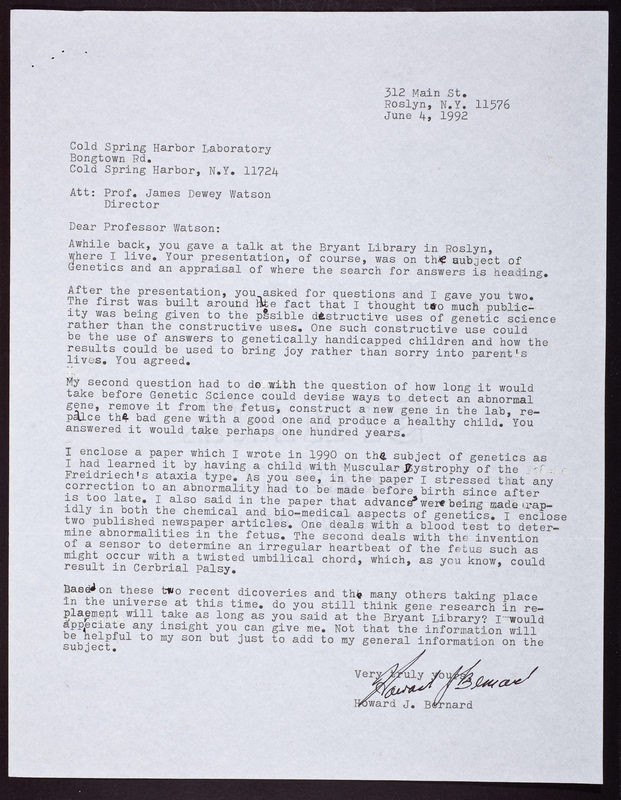 312 Main St.
Roslyn, N.Y. 11576
June 4, 1992
Cold Spring Harbor Laboratory
Bongtown Rd.
Cold Spring Harbor, N.Y. 11724
Att: Prof. James Dewey Watson
Director
Dear Professor Watson:
Awhile back, you gave a talk at the Bryant Library in Roslyn,
where I live. Your presentation, of course, was on the subject of
Genetics and an appraisal of where the search for answers is heading.
After the presentation, you asked for questions and I gave you two.
The first was built around hte fact that I thought too much public-
ity was being given to the pssible destructive uses of genetic science
rather than the constructive uses. One such constructive use could
be the use of answers to genetically handicapped children and how the
results could be used to bring joy rather than sorry into parent's
lives. You agreed.
My second question had to do with the question of how long it would
take before Genetic Science could devise ways to detect an abnormal
gene, remove it from the fetus, construct a new gene in the lab, re-
palce the bad gene with a good one and produce a healthy child. You
answered it would take perhaps one hundred years.
I enclose a paper which I wrote in 1990 on the subject of genetics as
I had learned it by having a child with Muscular Dystrophy of the
Freidriech's ataxia type. As you see, in the paper I stressed that any
correction to an abnormality had to be made before birth since after
is too late. I also said in the paper that advances were being made rap-
idly in both the chemical and bio-medical aspects of genetics. I enclose
two published newspaper articles. One deals with a blood test to deter-
mine abnormalities in the fetus. The second deals with the invention
of a sensor to determine an irregular heartbeat of the fetus such as
might occur with a twisted umbilical chord, which, as you know, could
result in Cerbrial Palsy.
Based on these two recent dicoveries and the many others taking place
in the universe at this time. do you still think gene research in re-
plaement will take as long as you said at the Bryant Library? I would
appeciate any insight you can give me. Not that the information will
be helpful to my son but just to add to my general information on the
subject.
Very truly yours,
Howard J Bernard
Howard J. Bernard